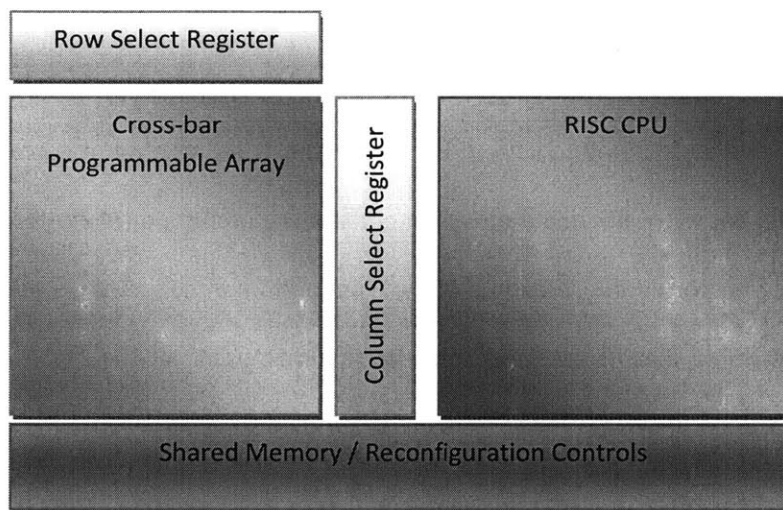 Row Select Register
Cross-bar
Programmable Array
Column Select Register
RISC CPU
Shared Memory / Reconfiguration Controls